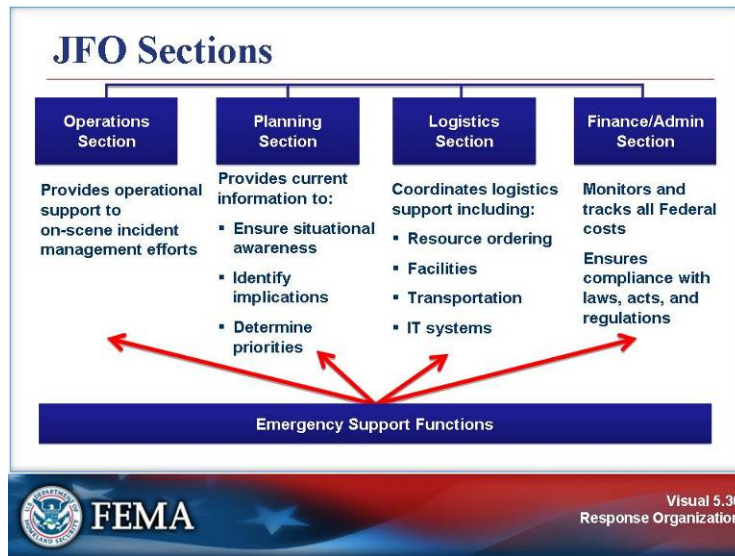 JFO Sections
Operations
Section
Planning
Section
Logistics
Section
Finance/Admin
Section
Provides operational
support to
on-scene incident
management efforts
Provides current
information to:
▪ Ensure situational
awareness
▪ Identify
implications
▪ Determine
priorities
Coordinates logistics
support including:
▪ Resource ordering
▪ Facilities
▪ Transportation
▪ IT systems
Monitors and
tracks all Federal
costs
Ensures
compliance with
laws, acts, and
regulations
Emergency Support Functions
FEMA
Visual 5.3
Response Organization